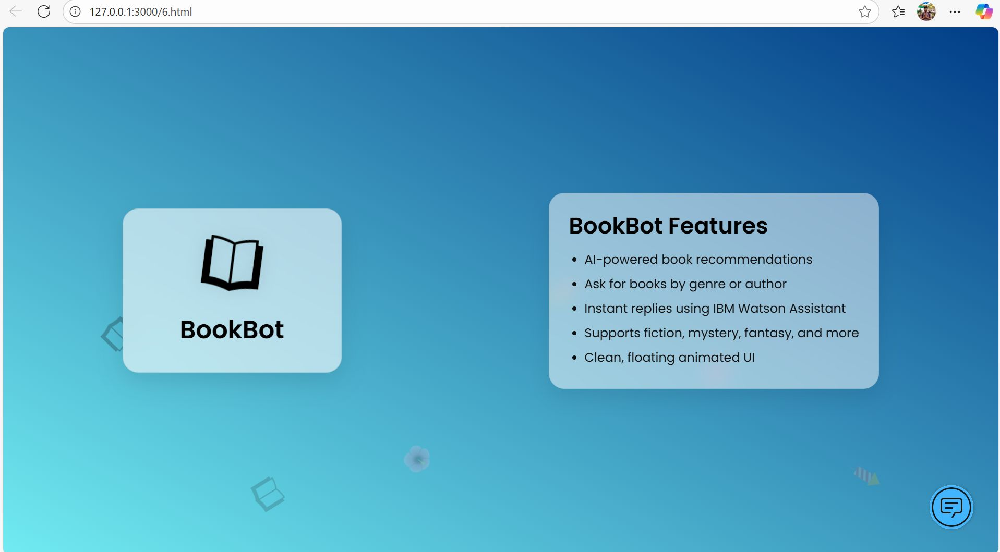 127.0.0.1:3000/6.html
BookBot
BookBot Features
• AI-powered book recommendations
• Ask for books by genre or author
• Instant replies using IBM Watson Assistant
• Supports fiction, mystery, fantasy, and more
• Clean, floating animated UI